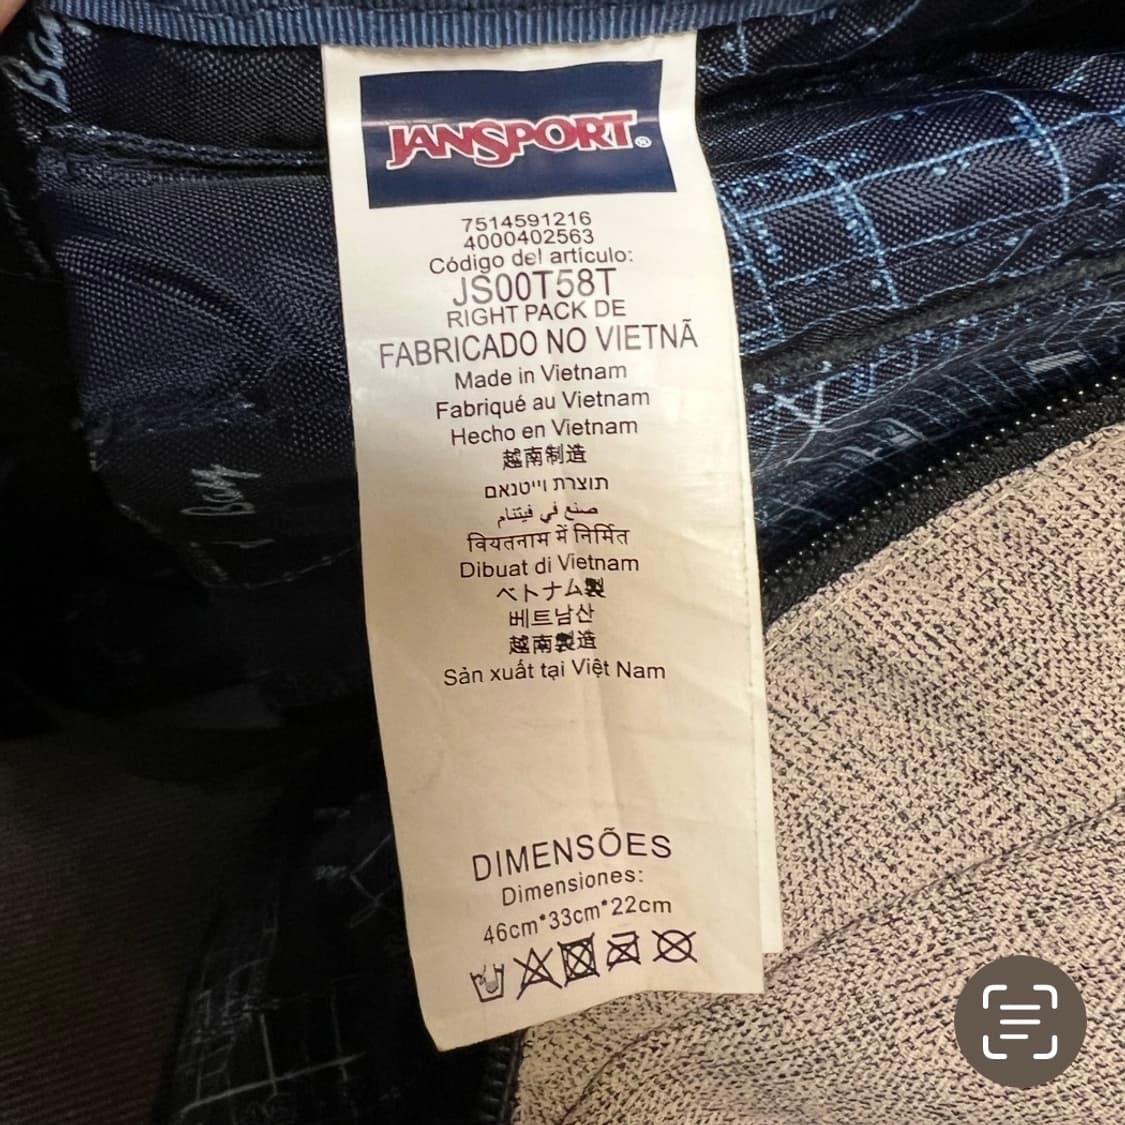 JANSPORT®
7514591216
4000402563
Código del artículo:
JS00T58T
RIGHT PACK DE
FABRICADO NO VIETNÃ
Made in Vietnam
Fabriqué au Vietnam
Hecho en Vietnam
越南制造
תוצרת וייטנאם
صنع في فيتنام
वियतनाम में निर्मित
Dibuat di Vietnam
ベトナム製
베트남산
越南製造
Sản xuất tại Việt Nam
DIMENSÕES
Dimensiones:
46cm*33cm*22cm
Bay